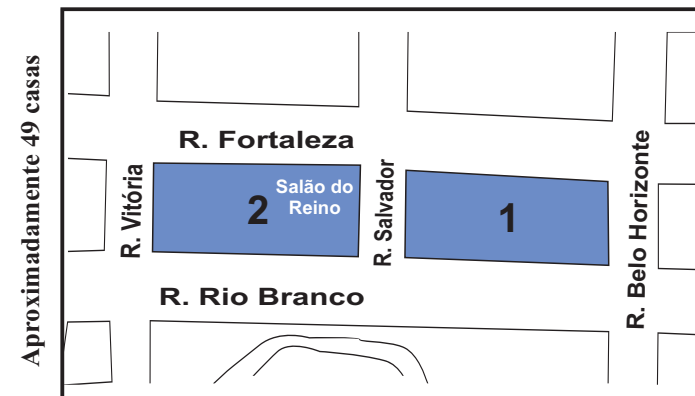 Aproximadamente 49 casas
R. Fortaleza
R. Vitória
2
Salão do
Reino
R. Salvador
1
R. Belo Horizonte
R. Rio Branco